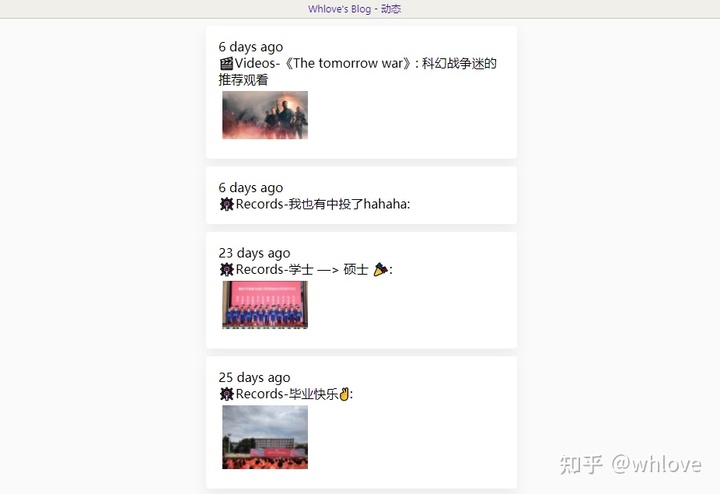 Whlove's Blog - 动态
6 days ago
🎬Videos-《The tomorrow war》: 科幻战争迷的
推荐观看
6 days ago
Records-我也有中投了hahaha:
23 days ago
Records-学士 —> 硕士 🎉:
25 days ago
Records-毕业快乐✌:
知乎 @whlove